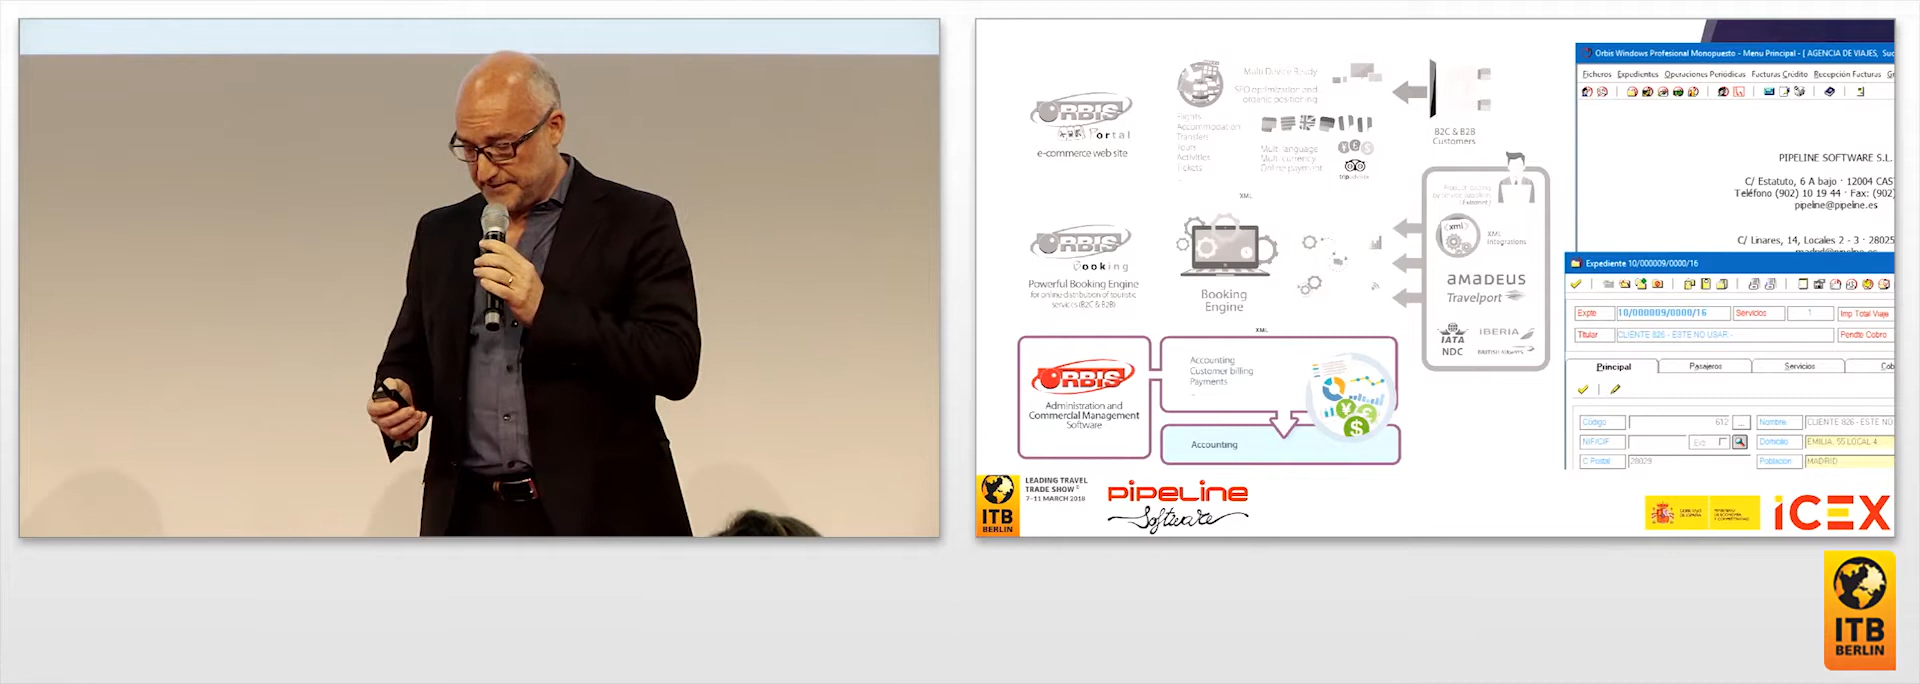 ORBIS
Portal
e-commerce web site
Multi Device Ready
SEO optimization and
organic positioning
Flights
Accommodation
Transfers
Tours
Activities
Tickets
Multi language
Multi currency
Online payment
B2C & B2B
Customers
XML
ORBIS
Booking
Powerful Booking Engine
for online distribution of touristic
services (B2C & B2B)
Booking
Engine
xml
XML
Integrations
amaDEUS
Travelport
IATA
NDC
IBERIA
BRITISH AIRWAYS
XML
ORBIS
Administration and
Commercial Management
Software
Accounting
Customer billing
Payments
Accounting
Orbis Windows Profesional Monopuesto - Menu Principal - [ AGENCIA DE VIAJES, Suc
Ficheros Expedientes Operaciones Periódicas Facturas Crédito Recepción Facturas
PIPELINE SOFTWARE S.L.
C/ Estatuto, 6 A bajo · 12004 CAS
Teléfono (902) 10 19 44 · Fax: (902)
pipeline@pipeline.es
C/ Linares, 14, Locales 2 - 3 · 28025
Expediente 10/000009/0000/16
Expte 10/000009/0000/16 Servicios 1 Imp Total Viaje
Titular CLIENTE 826 - ESTE NO USAR - Pendte Cobro
Principal Pasajeros Servicios Cob
Código 612 ... Nombre CLIENTE 826 - ESTE NO
NIF/CIF Ext Domicilio EMILIA, 55 LOCAL 4
C Postal 28029 Población MADRID
ITB
BERLIN
LEADING TRAVEL
TRADE SHOW
7-11 MARCH 2018
PIPELINE
Software
ICEX
ITB
BERLIN